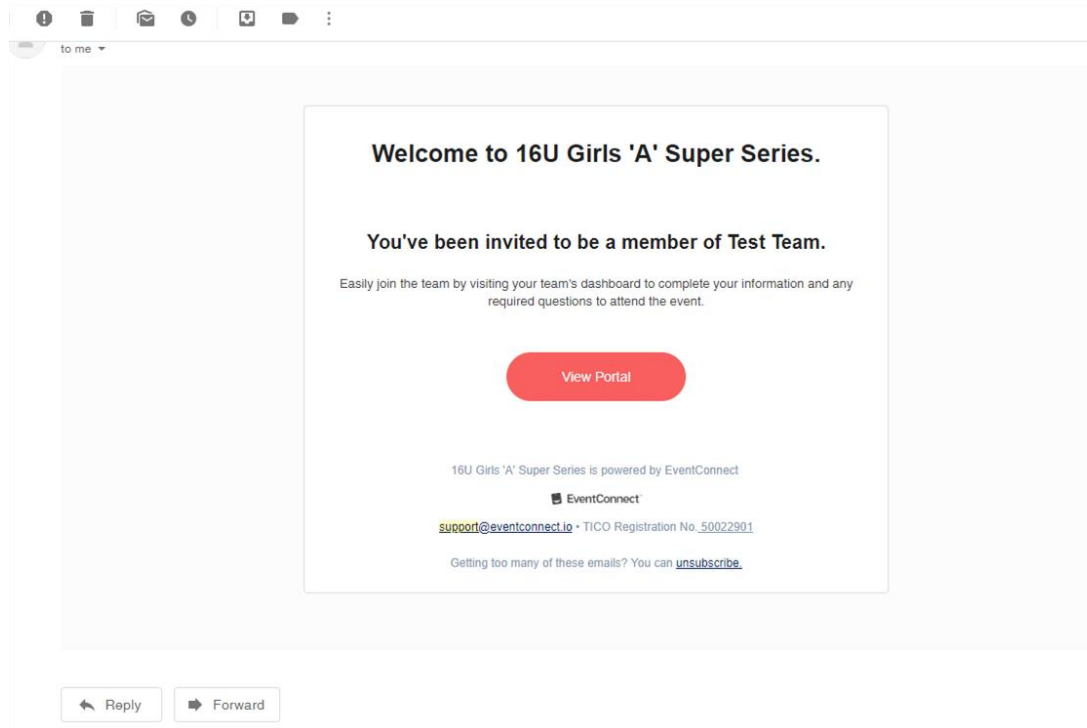 to me
Welcome to 16U Girls 'A' Super Series.
You've been invited to be a member of Test Team.
Easily join the team by visiting your team's dashboard to complete your information and any
required questions to attend the event.
View Portal
16U Girls 'A' Super Series is powered by EventConnect
EventConnect
support@eventconnect.io • TICO Registration No. 50022901
Getting too many of these emails? You can unsubscribe.
Reply Forward